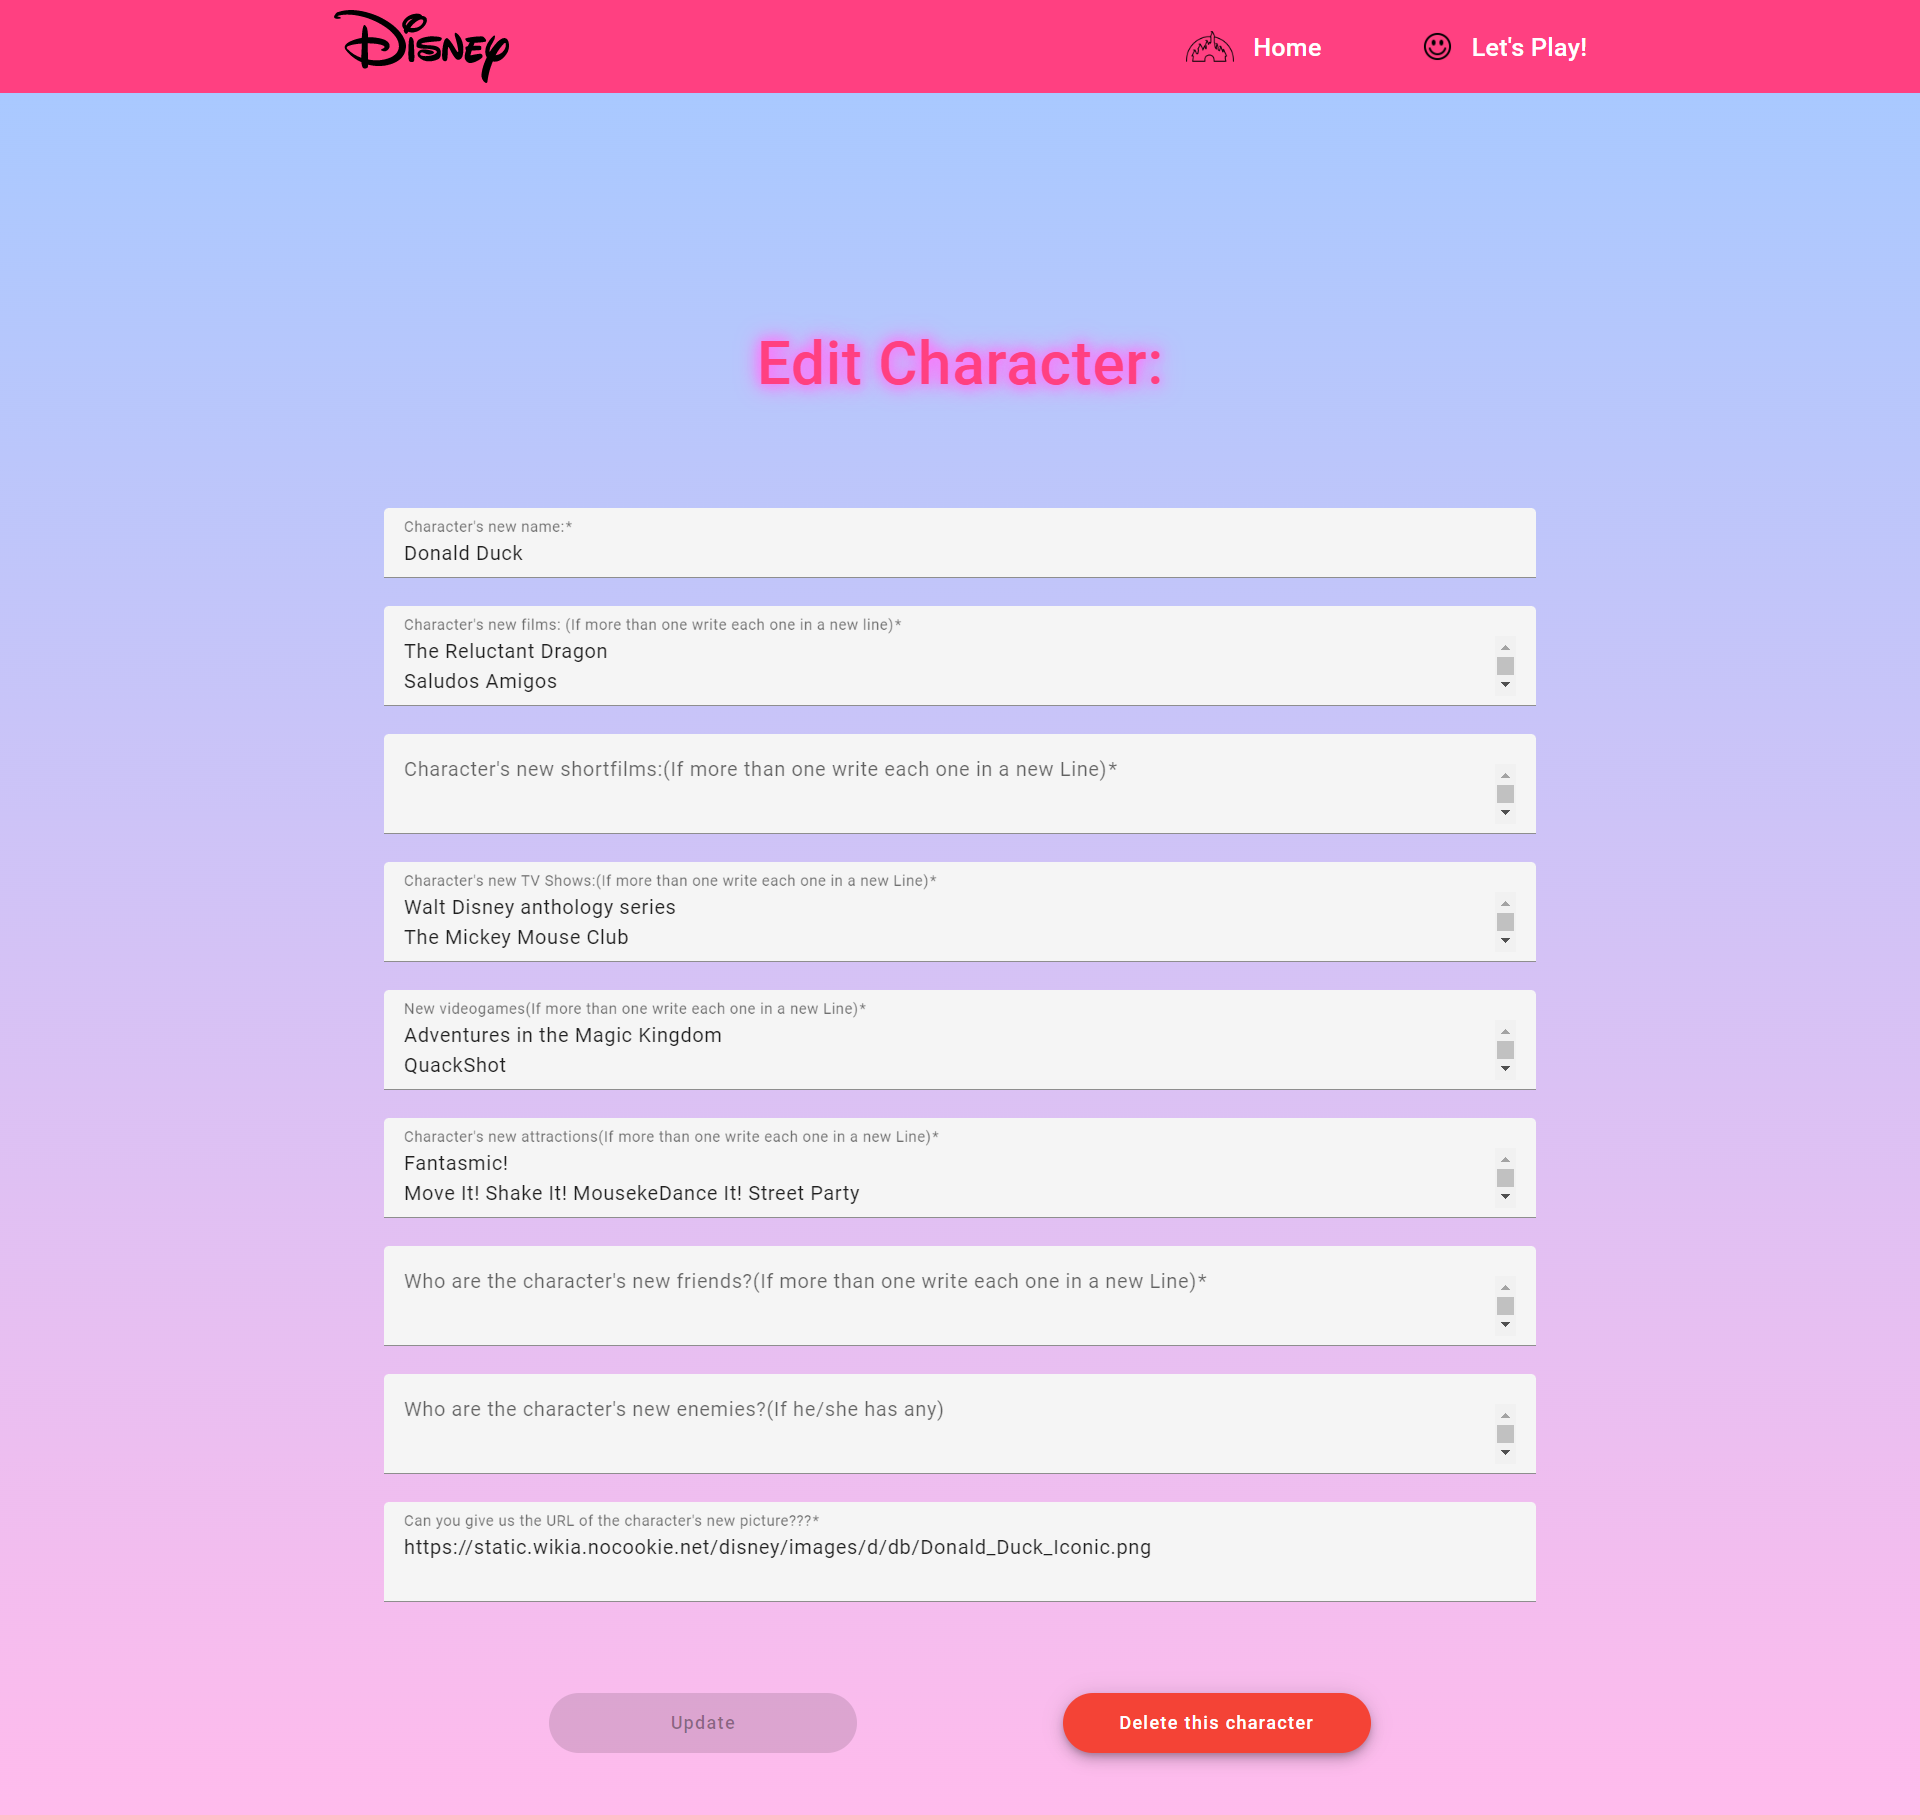 Disney
Home
Let's Play!
Edit Character:
Character's new name:*
Donald Duck
Character's new films: (If more than one write each one in a new line)*
The Reluctant Dragon
Saludos Amigos
Character's new shortfilms:(If more than one write each one in a new Line)*
Character's new TV Shows:(If more than one write each one in a new Line)*
Walt Disney anthology series
The Mickey Mouse Club
New videogames(If more than one write each one in a new Line)*
Adventures in the Magic Kingdom
QuackShot
Character's new attractions(If more than one write each one in a new Line)*
Fantasmic!
Move It! Shake It! MousekeDance It! Street Party
Who are the character's new friends?(If more than one write each one in a new Line)*
Who are the character's new enemies?(If he/she has any)
Can you give us the URL of the character's new picture???*
https://static.wikia.nocookie.net/disney/images/d/db/Donald_Duck_Iconic.png
Update
Delete this character